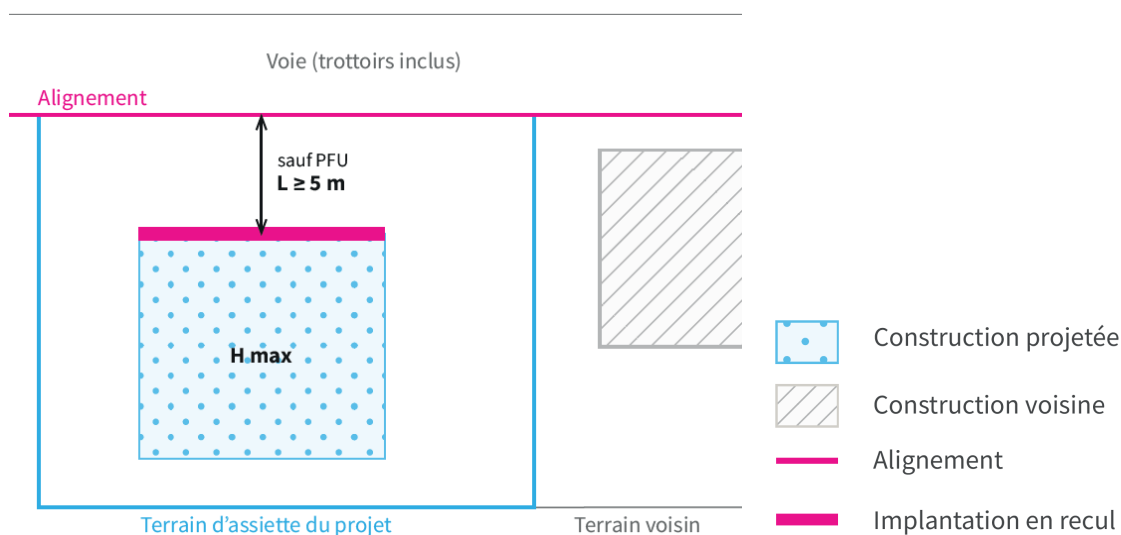 Voie (trottoirs inclus)
Alignement
sauf PFU
L ≥ 5 m
H max
Terrain d’assiette du projet
Terrain voisin
Construction projetée
Construction voisine
Alignement
Implantation en recul